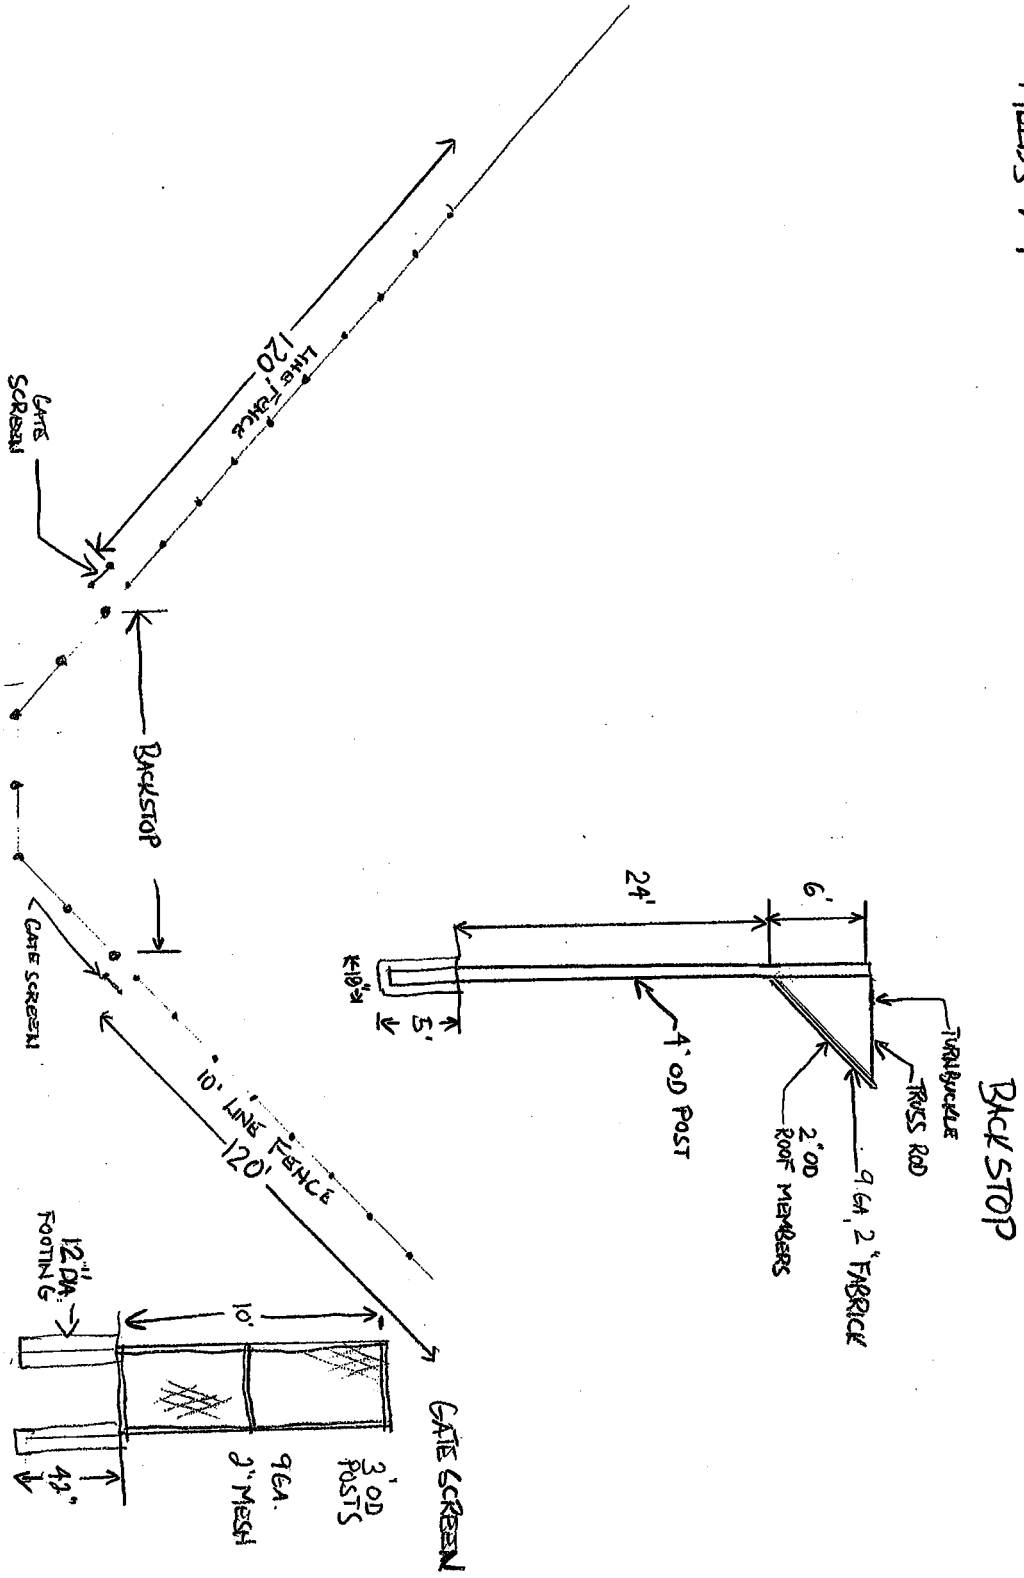 BACKSTOP
TURNBUCKLE
TRUSS ROD
9 GA, 2" FABRICK
2" OD
ROOF MEMBERS
6'
24'
4" OD POST
5'
18"
120'
LINE FENCE
GATE
SCREEN
BACKSTOP
GATE SCREEN
10' LINE FENCE
120'
GATE SCREEN
3" OD
POSTS
9 GA.
2" MESH
10'
12" DIA.
FOOTING
42"